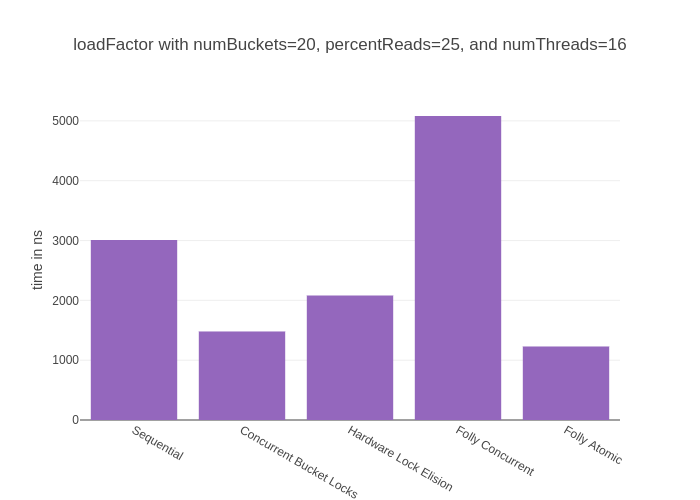 loadFactor with numBuckets=20, percentReads=25, and numThreads=16
time in ns
5000
4000
3000
2000
1000
0
Sequential
Concurrent Bucket Locks
Hardware Lock Elision
Folly Concurrent
Folly Atomic